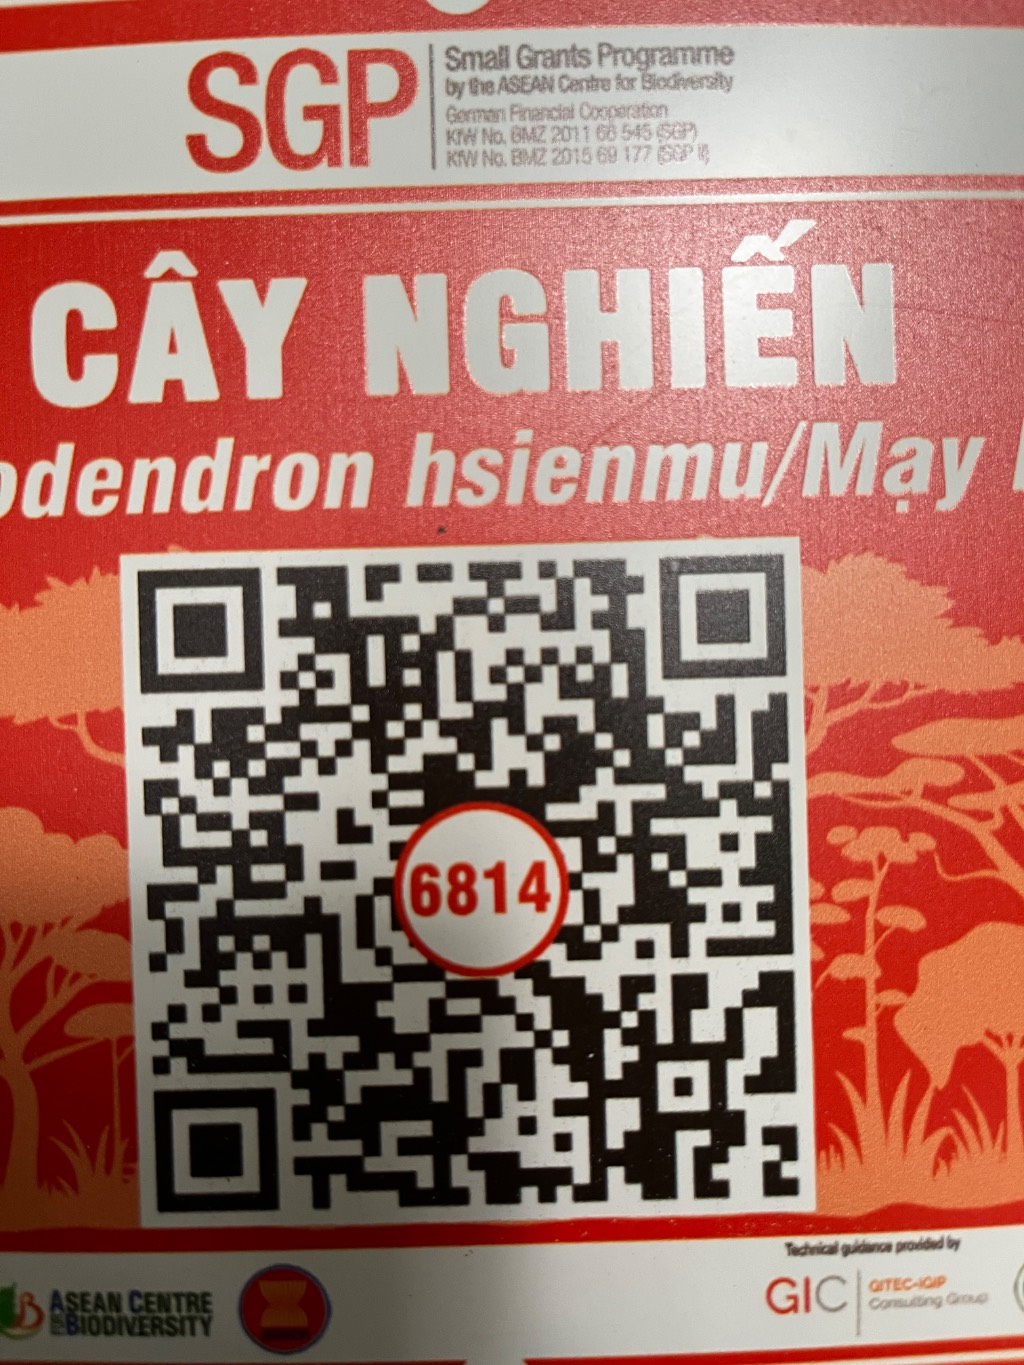 SGP
Small Grants Programme
by the ASEAN Centre for Biodiversity
German Financial Cooperation
KfW No. BMZ 2011 66 545 (SGP)
KfW No. BMZ 2015 69 177 (SGP II)
CÂY NGHIẾN
odendron hsienmu/Mạy
6814
Technical guidance provided by
ASEAN CENTRE
FOR BIODIVERSITY
GIC
GITEC-IGIP
Consulting Group